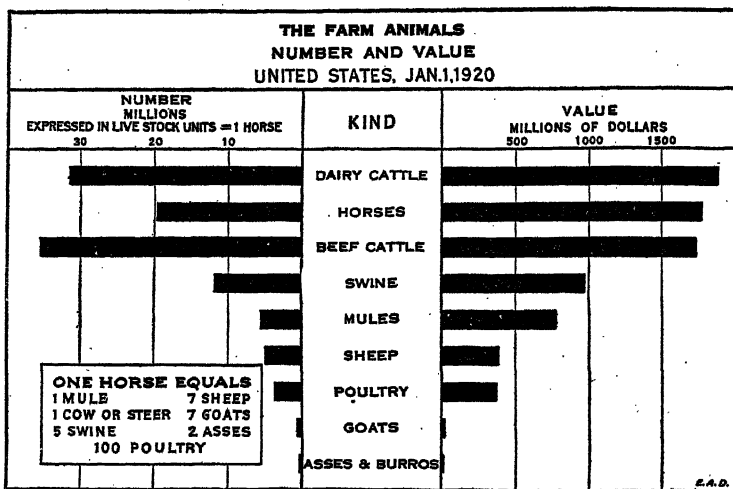 THE FARM ANIMALS
NUMBER AND VALUE
UNITED STATES, JAN.1,1920
NUMBER
MILLIONS
EXPRESSED IN LIVE STOCK UNITS = 1 HORSE
30 20 10
KIND
VALUE
MILLIONS OF DOLLARS
500 1000 1500
DAIRY CATTLE
HORSES
BEEF CATTLE
SWINE
MULES
SHEEP
POULTRY
GOATS
ASSES & BURROS
ONE HORSE EQUALS
1 MULE 7 SHEEP
1 COW OR STEER 7 GOATS
5 SWINE 2 ASSES
100 POULTRY
E.A.D.